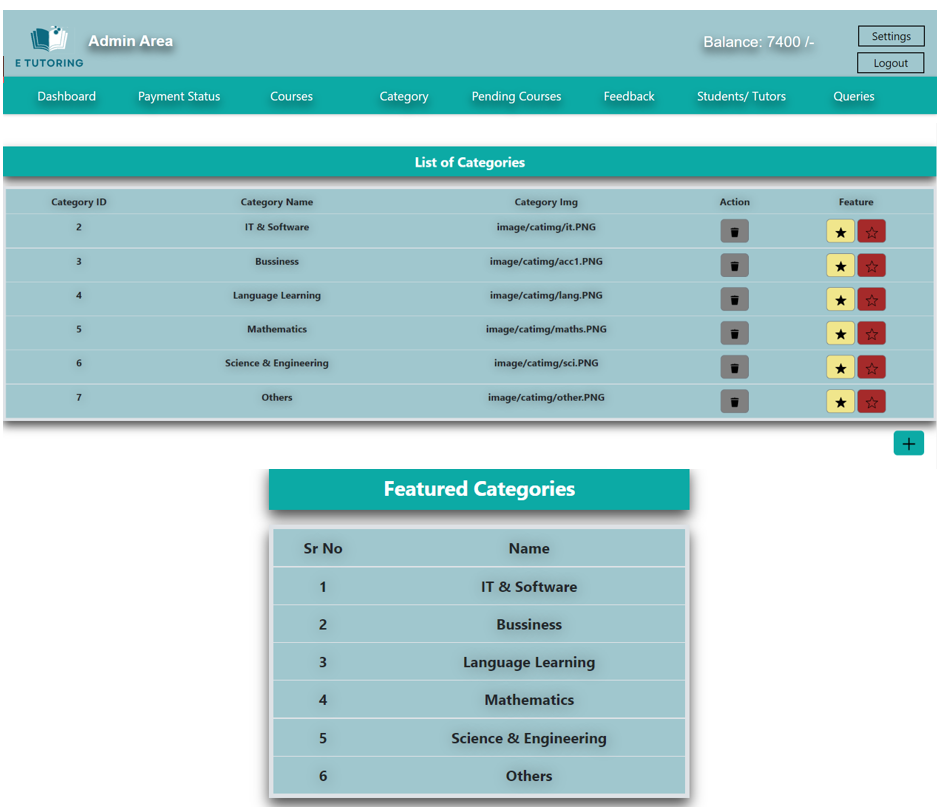 Admin Area
E TUTORING
Balance: 7400 /-
Settings
Logout
Dashboard Payment Status Courses Category Pending Courses Feedback Students/ Tutors Queries
List of Categories
Category ID Category Name Category Img Action Feature
2 IT & Software image/catimg/it.PNG
3 Bussiness image/catimg/acc1.PNG
4 Language Learning image/catimg/lang.PNG
5 Mathematics image/catimg/maths.PNG
6 Science & Engineering image/catimg/sci.PNG
7 Others image/catimg/other.PNG
Featured Categories
Sr No Name
1 IT & Software
2 Bussiness
3 Language Learning
4 Mathematics
5 Science & Engineering
6 Others